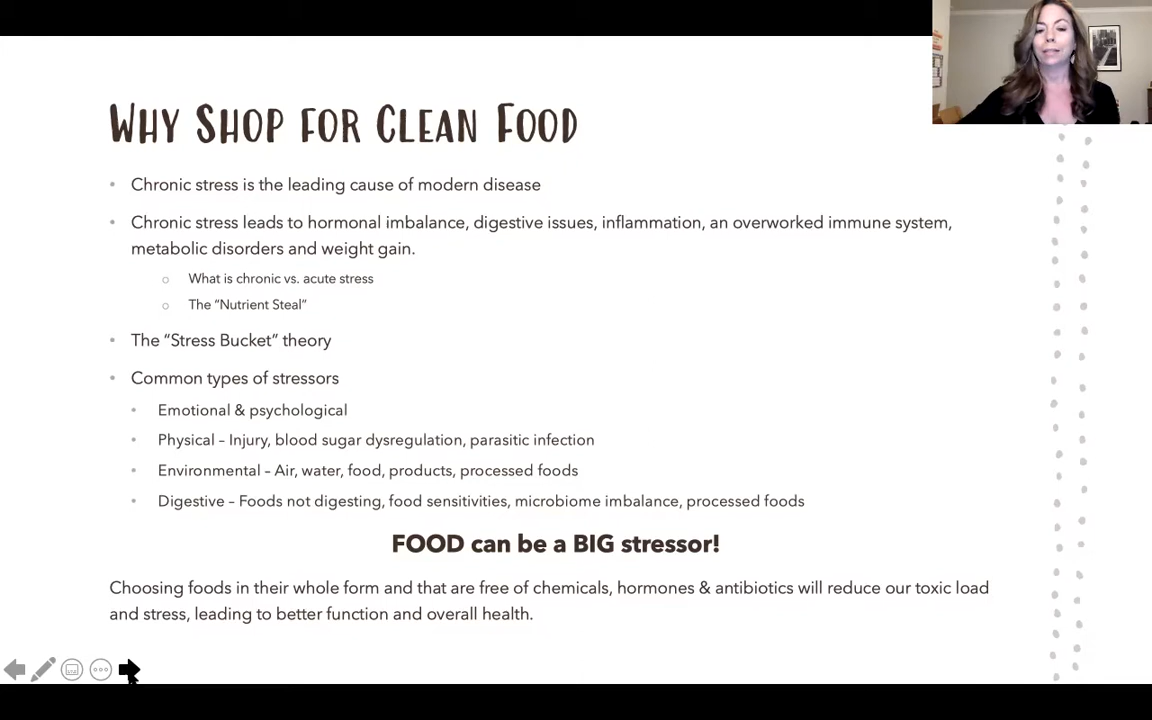 Why Shop for Clean Food
• Chronic stress is the leading cause of modern disease
• Chronic stress leads to hormonal imbalance, digestive issues, inflammation, an overworked immune system,
metabolic disorders and weight gain.
o What is chronic vs. acute stress
o The “Nutrient Steal”
• The “Stress Bucket” theory
• Common types of stressors
• Emotional & psychological
• Physical – Injury, blood sugar dysregulation, parasitic infection
• Environmental – Air, water, food, products, processed foods
• Digestive – Foods not digesting, food sensitivities, microbiome imbalance, processed foods
FOOD can be a BIG stressor!
Choosing foods in their whole form and that are free of chemicals, hormones & antibiotics will reduce our toxic load
and stress, leading to better function and overall health.